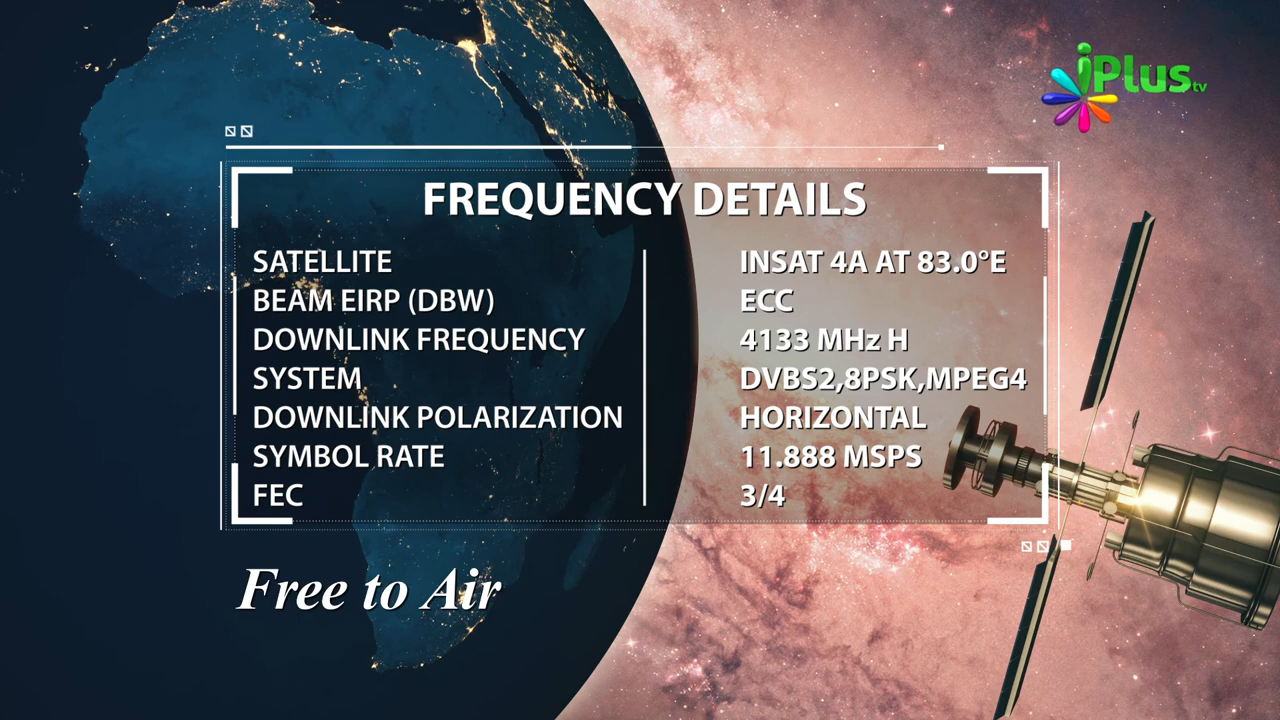 iPlus tv
FREQUENCY DETAILS
SATELLITE INSAT 4A AT 83.0°E
BEAM EIRP (DBW) ECC
DOWNLINK FREQUENCY 4133 MHz H
SYSTEM DVBS2,8PSK,MPEG4
DOWNLINK POLARIZATION HORIZONTAL
SYMBOL RATE 11.888 MSPS
FEC 3/4
Free to Air